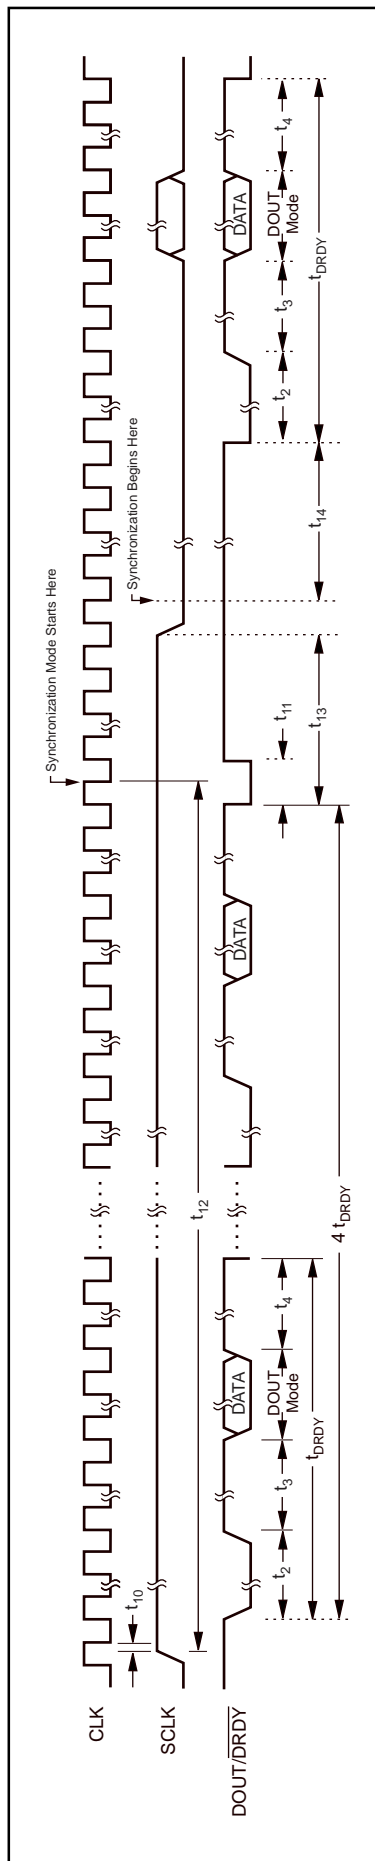 Synchronization Mode Starts Here
CLK
t10
Synchronization Begins Here
SCLK
t12
DOUT/DRDY
DATA
DATA
DATA
t2
t3
DOUT
Mode
t4
t11
t2
t3
DOUT
Mode
t4
tDRDY
t13
t14
tDRDY
4 tDRDY